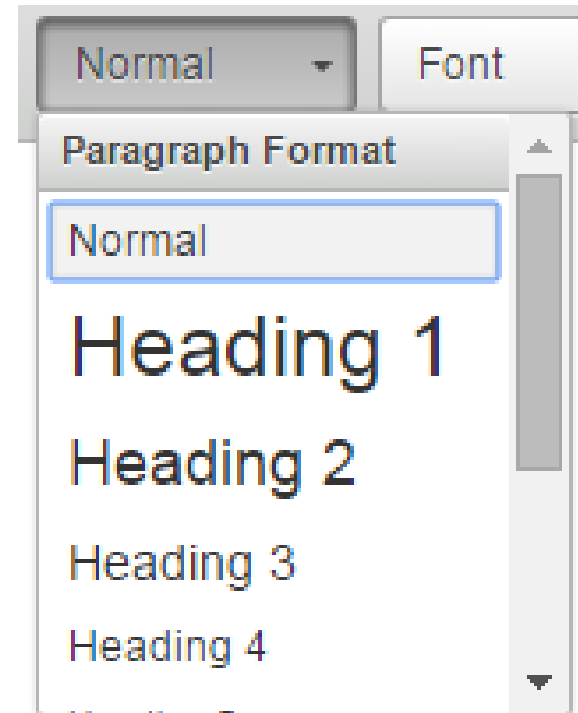 Normal Font
Paragraph Format
Normal
Heading 1
Heading 2
Heading 3
Heading 4